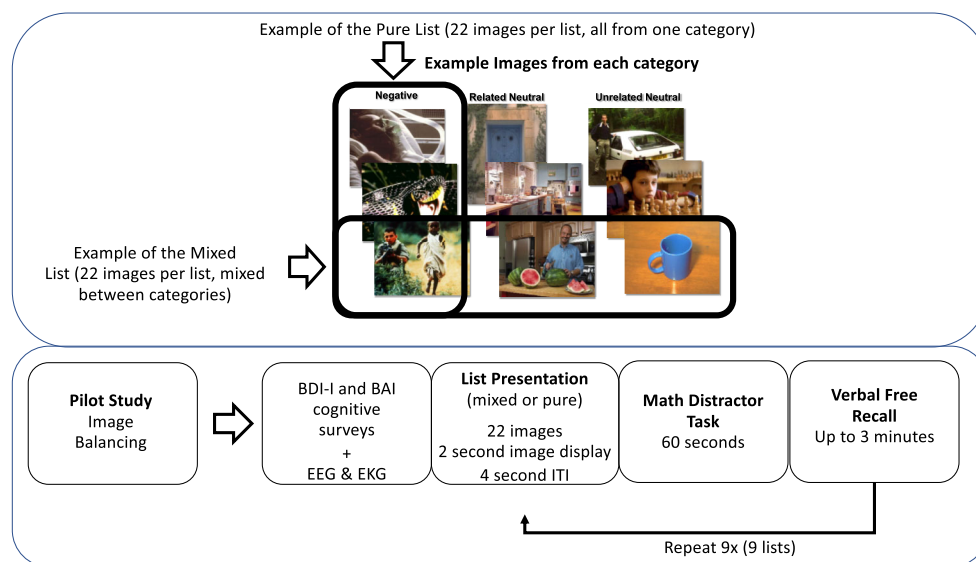 Example of the Pure List (22 images per list, all from one category)
Example Images from each category
Negative
Related Neutral
Unrelated Neutral
Example of the Mixed
List (22 images per list, mixed
between categories)
Pilot Study
Image
Balancing
BDI-I and BAI
cognitive
surveys
+
EEG & EKG
List Presentation
(mixed or pure)
22 images
2 second image display
4 second ITI
Math Distractor
Task
60 seconds
Verbal Free
Recall
Up to 3 minutes
Repeat 9x (9 lists)